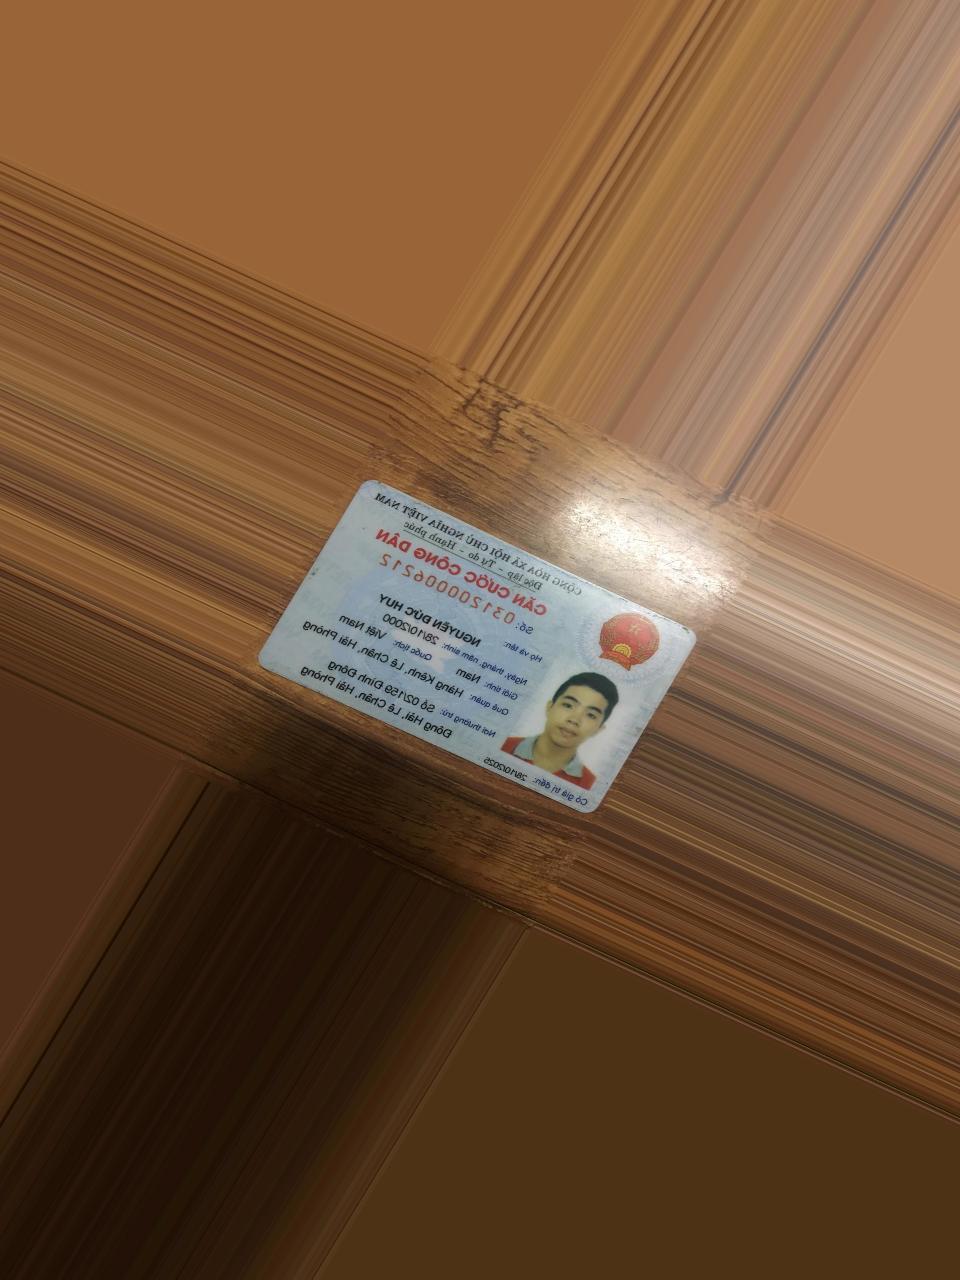 CỘNG HÒA XÃ HỘI CHỦ NGHĨA VIỆT NAM
Độc lập - Tự do - Hạnh phúc
CĂN CƯỚC CÔNG DÂN
Số: 031200006212
Họ và tên:
NGUYỄN ĐỨC HUY
Ngày, tháng, năm sinh: 28/10/2000
Giới tính: Nam Quốc tịch: Việt Nam
Quê quán: Hàng Kênh, Lê Chân, Hải Phòng
Nơi thường trú: Số 02/159 Đình Đông
Đông Hải, Lê Chân, Hải Phòng
Có giá trị đến: 28/10/2025